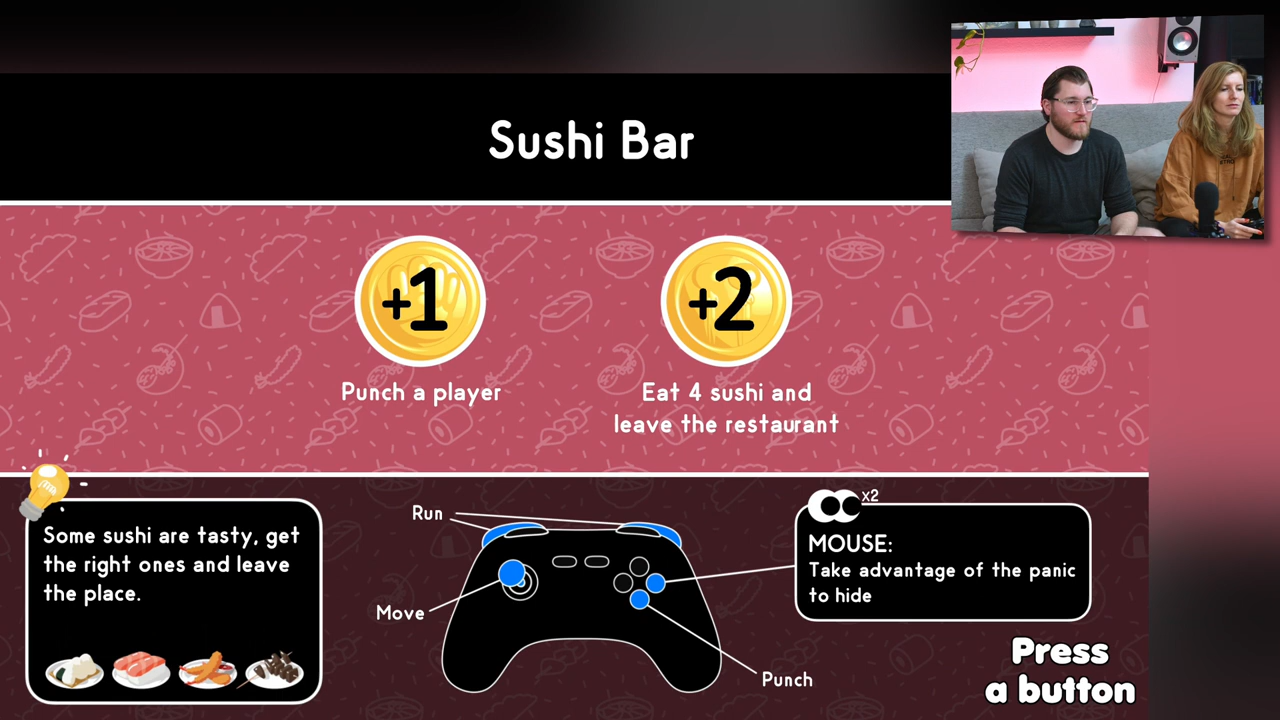 Sushi Bar
+1
+2
Punch a player
Eat 4 sushi and
leave the restaurant
Some sushi are tasty, get
the right ones and leave
the place.
Run
Move
Punch
x2
MOUSE:
Take advantage of the panic
to hide
Press
a button